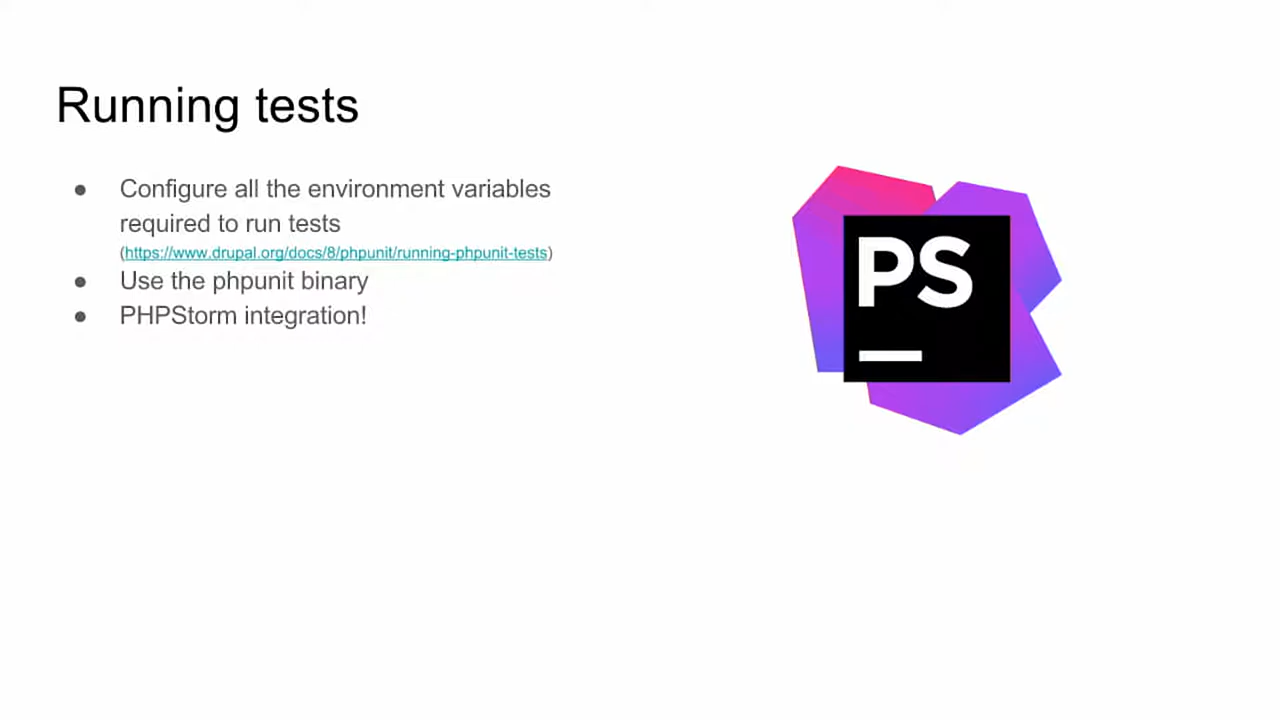 Running tests
● Configure all the environment variables
required to run tests
(https://www.drupal.org/docs/8/phpunit/running-phpunit-tests)
● Use the phpunit binary
● PHPStorm integration!
PS